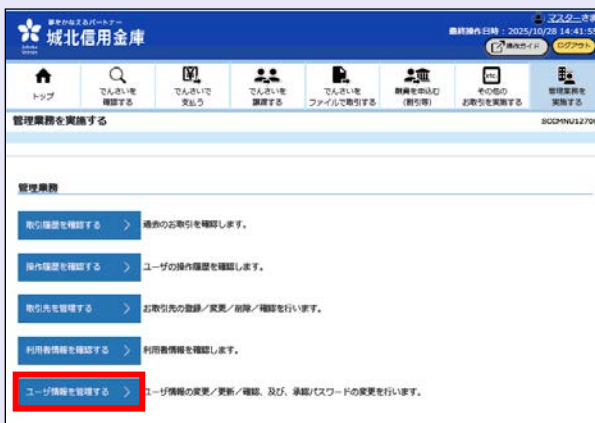 夢をかなえるパートナー
城北信用金庫
マスターさま
最終操作日時：2025/10/28 14:41:55
操作ガイド
ログアウト
トップ
でんさいを
確認する
でんさいで
支払う
でんさいを
譲渡する
でんさいを
ファイルで取引する
融資を申込む
(割引等)
etc.
その他の
お取引を実施する
管理業務を
実施する
管理業務を実施する
SCCMNU12700
管理業務
取引履歴を確認する
過去のお取引を確認します。
操作履歴を確認する
ユーザの操作履歴を確認します。
取引先を管理する
お取引先の登録／変更／削除／確認を行います。
利用者情報を確認する
利用者情報を確認します。
ユーザ情報を管理する
ユーザ情報の変更／更新／確認、及び、承認パスワードの変更を行います。